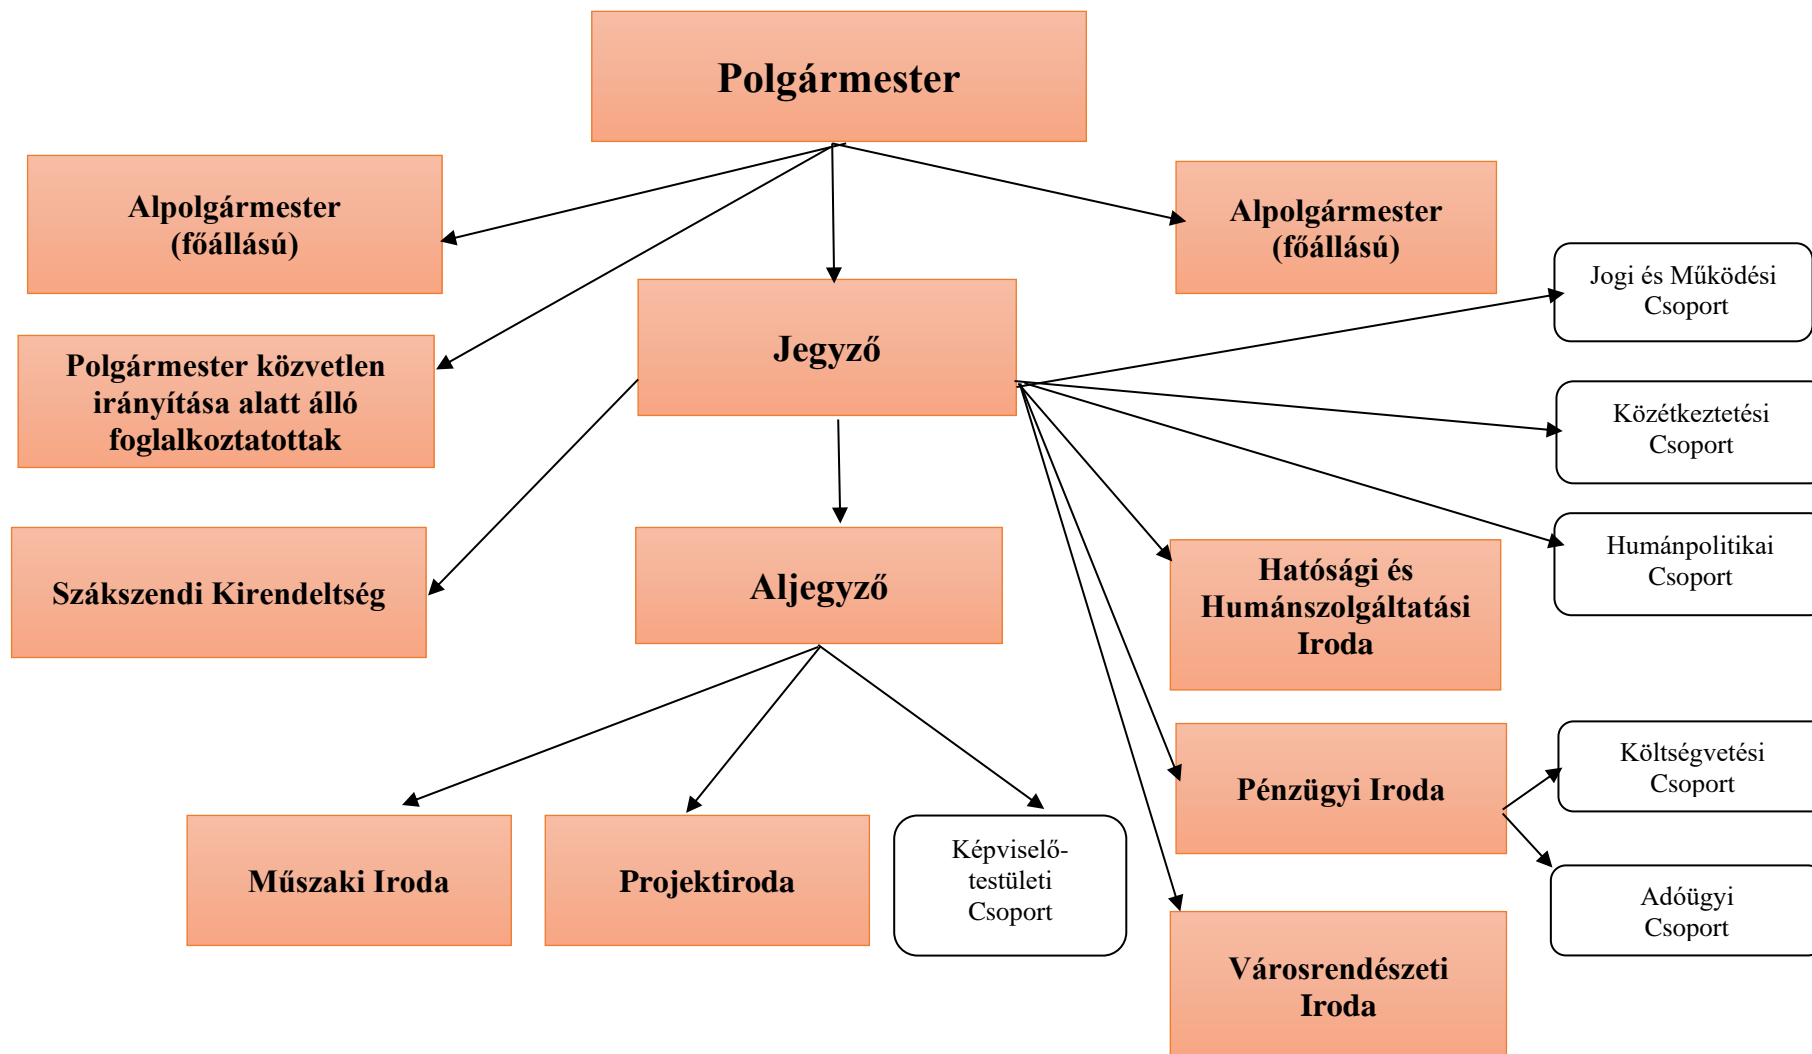 Polgármester
Alpolgármester
(főállású)
Alpolgármester
(főállású)
Jogi és Működési
Csoport
Jegyző
Polgármester közvetlen
irányítása alatt álló
foglalkoztatottak
Közétkeztetési
Csoport
Szákszendi Kirendeltség
Aljegyző
Hatósági és
Humánszolgáltatási
Iroda
Humánpolitikai
Csoport
Pénzügyi Iroda
Költségvetési
Csoport
Műszaki Iroda
Projektiroda
Képviselő-
testületi
Csoport
Adóügyi
Csoport
Városrendészeti
Iroda